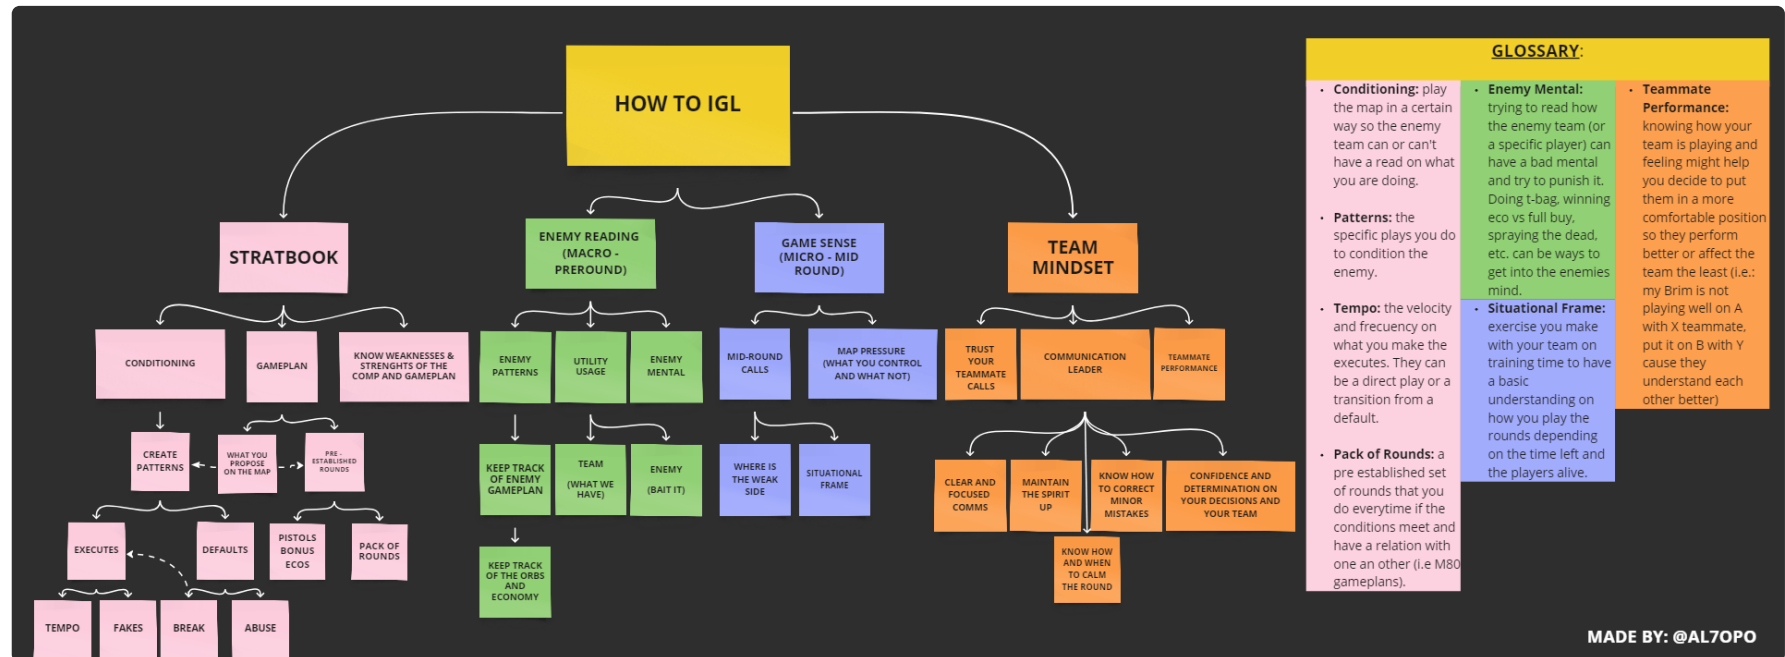 HOW TO IGL
STRATBOOK
ENEMY READING
(MACRO -
PREROUND)
GAME SENSE
(MICRO - MID
ROUND)
TEAM
MINDSET
CONDITIONING
GAMEPLAN
KNOW WEAKNESSES &
STRENGHTS OF THE
COMP AND GAMEPLAN
ENEMY
PATTERNS
UTILITY
USAGE
ENEMY
MENTAL
MID-ROUND
CALLS
MAP PRESSURE
(WHAT YOU CONTROL
AND WHAT NOT)
TRUST
YOUR
TEAMMATE
CALLS
COMMUNICATION
LEADER
TEAMMATE
PERFORMANCE
CREATE
PATTERNS
WHAT YOU
PROPOSE
ON THE MAP
PRE -
ESTABLISHED
ROUNDS
KEEP TRACK
OF ENEMY
GAMEPLAN
TEAM
(WHAT WE
HAVE)
ENEMY
(BAIT IT)
WHERE IS
THE WEAK
SIDE
SITUATIONAL
FRAME
CLEAR AND
FOCUSED
COMMS
MAINTAIN
THE SPIRIT
UP
KNOW HOW
TO CORRECT
MINOR
MISTAKES
CONFIDENCE AND
DETERMINATION ON
YOUR DECISIONS AND
YOUR TEAM
EXECUTES
DEFAULTS
PISTOLS
BONUS
ECOS
PACK OF
ROUNDS
KEEP TRACK
OF THE ORBS
AND
ECONOMY
KNOW HOW
AND WHEN
TO CALM
THE ROUND
TEMPO
FAKES
BREAK
ABUSE
GLOSSARY:
• Conditioning: play
the map in a certain
way so the enemy
team can or can't
have a read on what
you are doing.
• Patterns: the
specific plays you do
to condition the
enemy.
• Tempo: the velocity
and frecuency on
what you make the
executes. They can
be a direct play or a
transition from a
default.
• Pack of Rounds: a
pre established set
of rounds that you
do everytime if the
conditions meet and
have a relation with
one an other (i.e M80
gameplans).
• Enemy Mental:
trying to read how
the enemy team (or
a specific player) can
have a bad mental
and try to punish it.
Doing t-bag, winning
eco vs full buy,
spraying the dead,
etc. can be ways to
get into the enemies
mind.
• Situational Frame:
exercise you make
with your team on
training time to have
a basic
understanding on
how you play the
rounds depending
on the time left and
the players alive.
• Teammate
Performance:
knowing how your
team is playing and
feeling might help
you decide to put
them in a more
comfortable position
so they perform
better or affect the
team the least (i.e.:
my Brim is not
playing well on A
with X teammate,
put it on B with Y
cause they
understand each
other better)
MADE BY: @AL7OPO